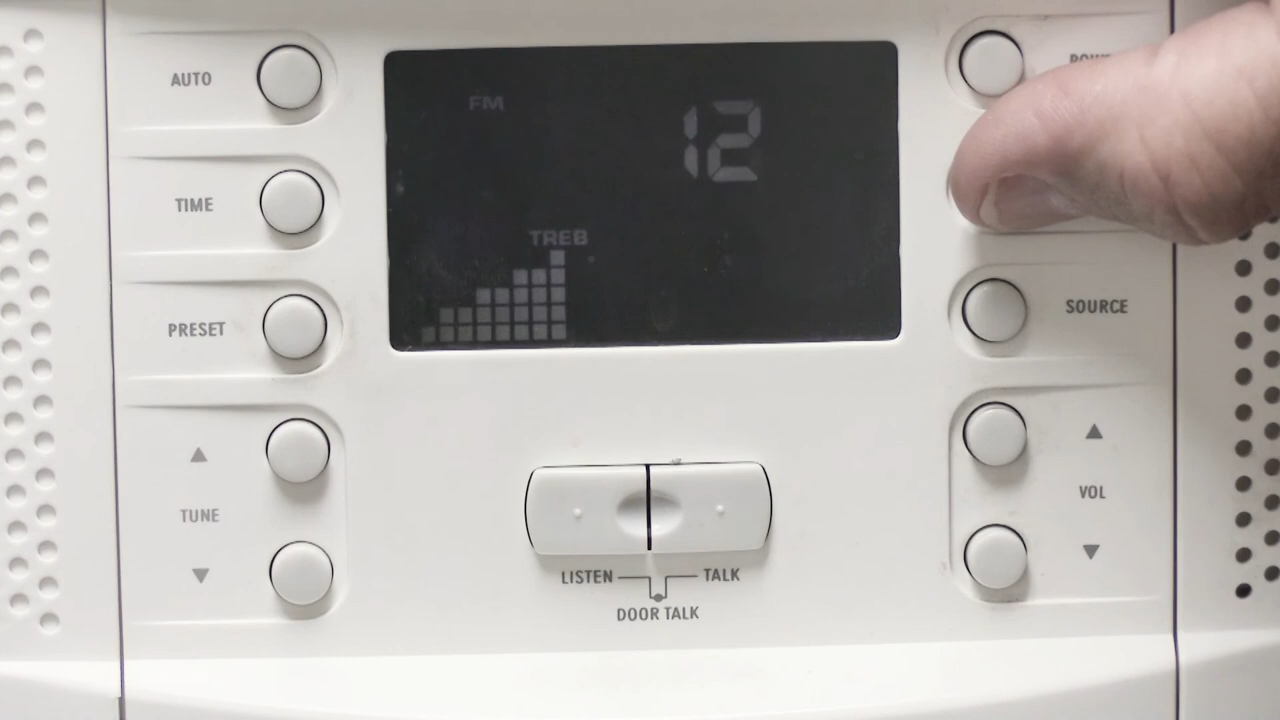 AUTO
FM
12
TIME
TREB
PRESET
SOURCE
▲
▲
TUNE
VOL
▼
▼
LISTEN
TALK
DOOR TALK